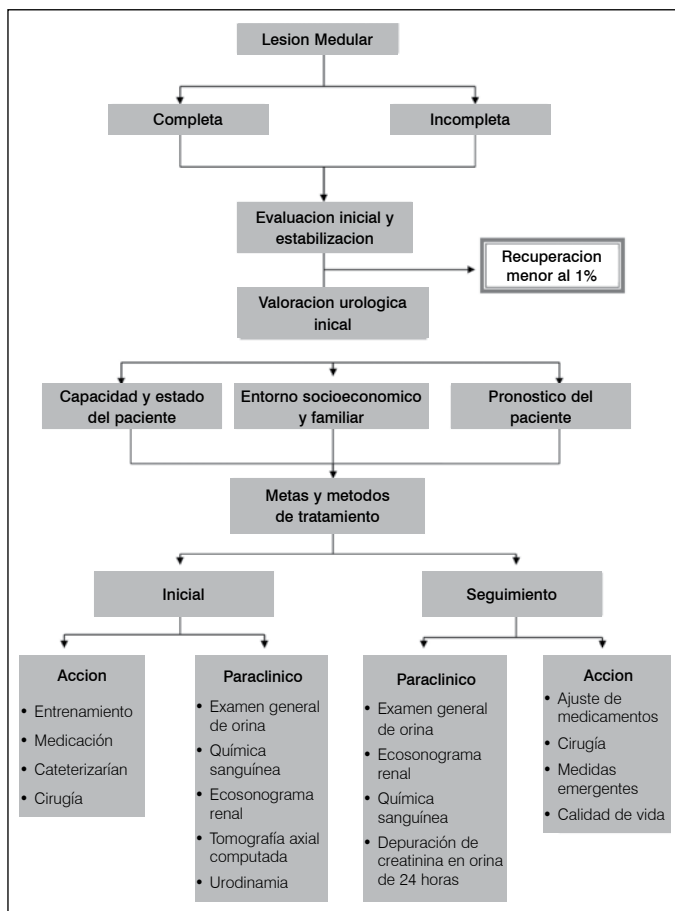 Lesion Medular
Completa
Incompleta
Evaluacion inicial y
estabilizacion
Recuperacion
menor al 1%
Valoracion urologica
inical
Capacidad y estado
del paciente
Entorno socioeconomico
y familiar
Pronostico del
paciente
Metas y metodos
de tratamiento
Inicial
Seguimiento
Accion
• Entrenamiento
• Medicación
• Cateterizarían
• Cirugía
Paraclinico
• Examen general
de orina
• Química
sanguínea
• Ecosonograma
renal
• Tomografía axial
computada
• Urodinamia
Paraclinico
• Examen general
de orina
• Ecosonograma
renal
• Química
sanguínea
• Depuración de
creatinina en orina
de 24 horas
Accion
• Ajuste de
medicamentos
• Cirugía
• Medidas
emergentes
• Calidad de vida